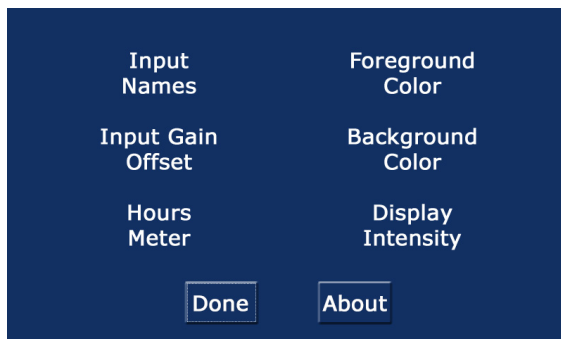 Input
Names
Foreground
Color
Input Gain
Offset
Background
Color
Hours
Meter
Display
Intensity
Done
About